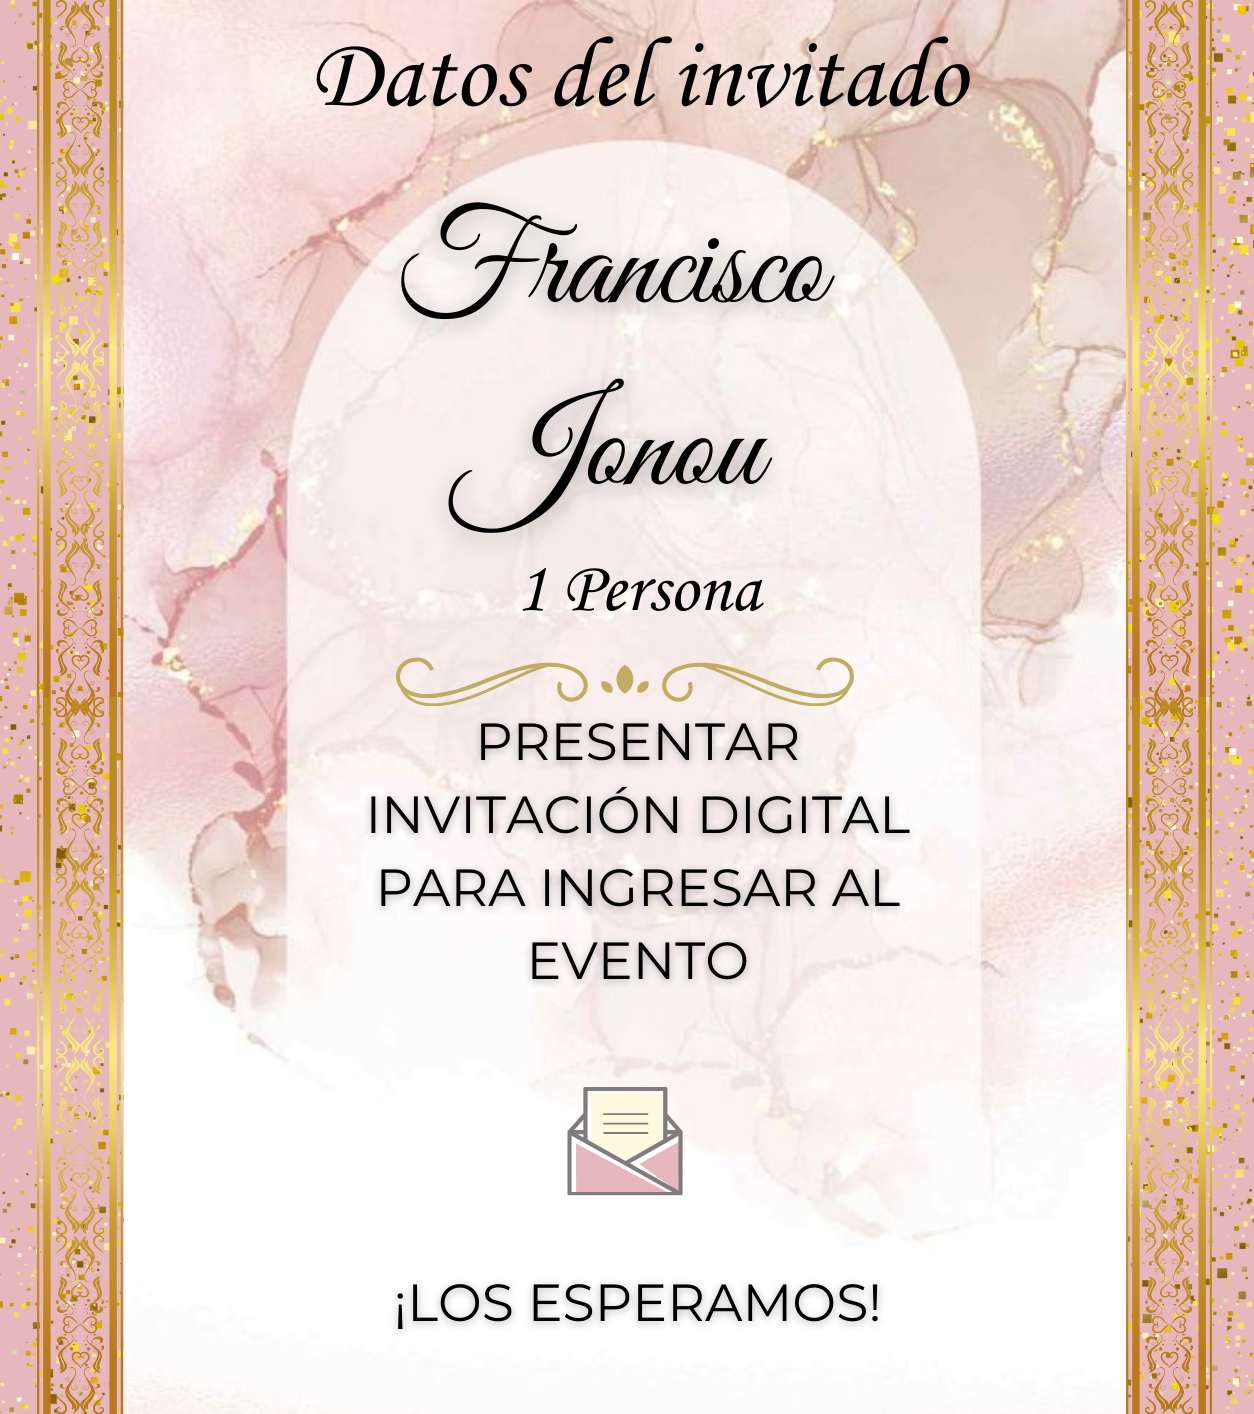 Datos del invitado
Francisco
Jonou
1 Persona
PRESENTAR
INVITACIÓN DIGITAL
PARA INGRESAR AL
EVENTO
¡LOS ESPERAMOS!